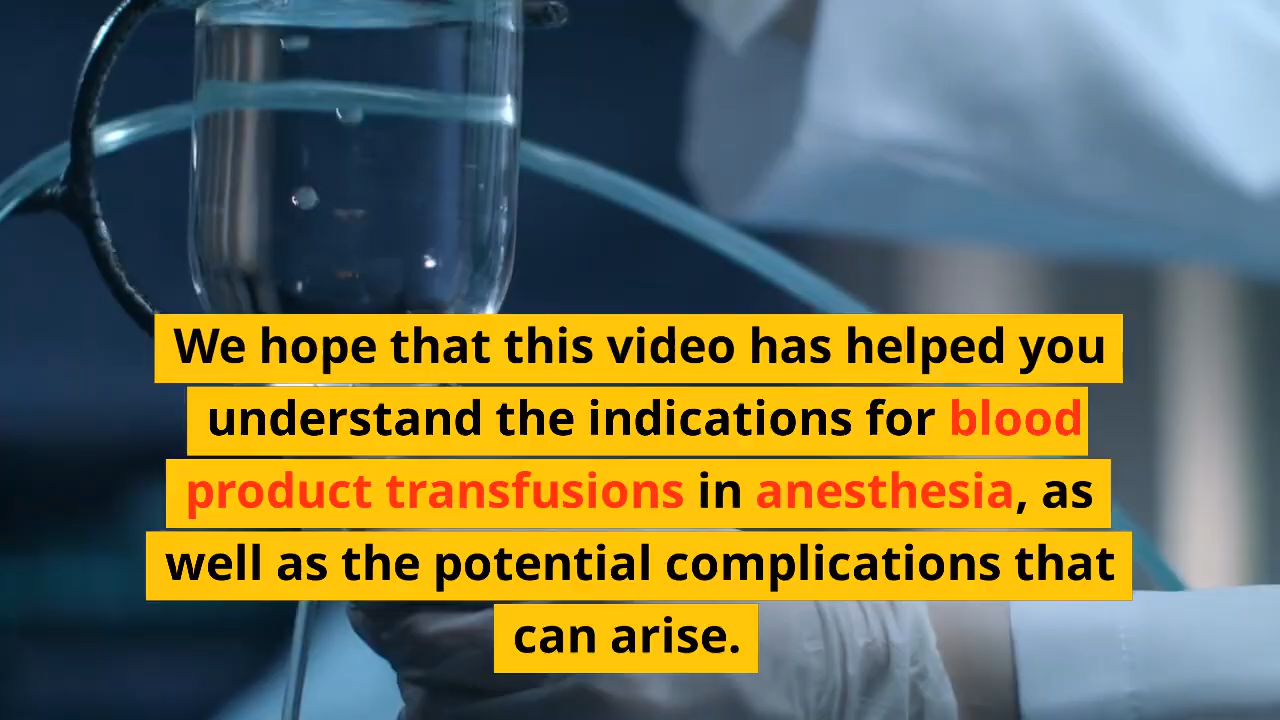 We hope that this video has helped you
understand the indications for blood
product transfusions in anesthesia, as
well as the potential complications that
can arise.